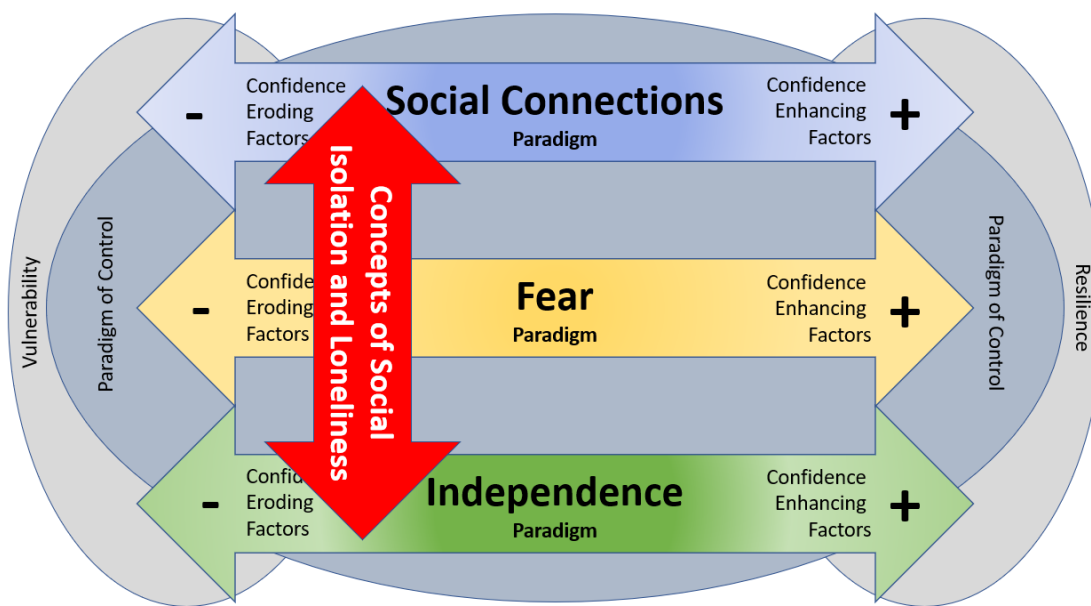 Confidence
Eroding
Factors
-
Social Connections
Paradigm
Confidence
Enhancing
Factors
+
Concepts of Social
Isolation and Loneliness
Vulnerability
Paradigm of Control
Confide
Eroding
Factors
-
Fear
Paradigm
Confidence
Enhancing
Factors
+
Paradigm of Control
Resilience
Confid
Eroding
Factors
-
Independence
Paradigm
Confidence
Enhancing
Factors
+